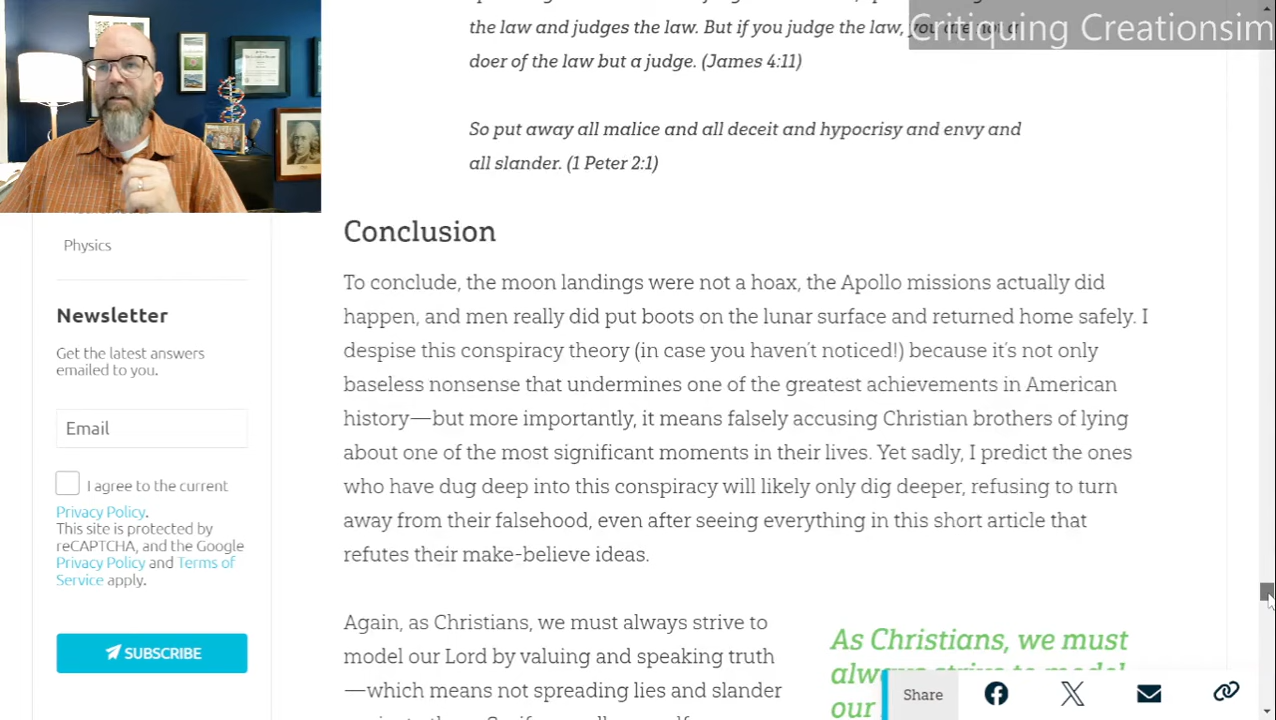 Critiquing Creationsim
the law and judges the law. But if you judge the law, you are not a
doer of the law but a judge. (James 4:11)
So put away all malice and all deceit and hypocrisy and envy and
all slander. (1 Peter 2:1)
Conclusion
To conclude, the moon landings were not a hoax, the Apollo missions actually did
happen, and men really did put boots on the lunar surface and returned home safely. I
despise this conspiracy theory (in case you haven't noticed!) because it's not only
baseless nonsense that undermines one of the greatest achievements in American
history—but more importantly, it means falsely accusing Christian brothers of lying
about one of the most significant moments in their lives. Yet sadly, I predict the ones
who have dug deep into this conspiracy will likely only dig deeper, refusing to turn
away from their falsehood, even after seeing everything in this short article that
refutes their make-believe ideas.
Again, as Christians, we must always strive to
model our Lord by valuing and speaking truth
—which means not spreading lies and slander
As Christians, we must
always strive to model
our
Physics
Newsletter
Get the latest answers
emailed to you.
Email
I agree to the current
Privacy Policy.
This site is protected by
reCAPTCHA, and the Google
Privacy Policy and Terms of
Service apply.
SUBSCRIBE
Share